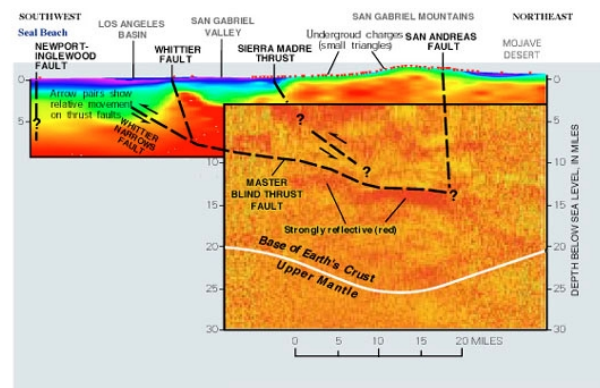 SOUTHWEST
Seal Beach
NEWPORT-
INGLEWOOD
FAULT
LOS ANGELES
BASIN
WHITTIER
FAULT
SAN GABRIEL
VALLEY
SIERRA MADRE
THRUST
Undergroud charges
(small triangles)
SAN GABRIEL MOUNTAINS
SAN ANDREAS
FAULT
NORTHEAST
MOJAVE
DESERT
0
5
?
Arrow pairs show
relative movement
on thrust faults
WHITTIER
NARROWS
FAULT
?
?
?
MASTER
BLIND THRUST
FAULT
Strongly reflective (red)
Base of Earth's Crust
Upper Mantle
10
15
20
25
30
0
5
10
15
20
25
30
DEPTH BELOW SEA LEVEL, IN MILES
0 5 10 15 20 MILES